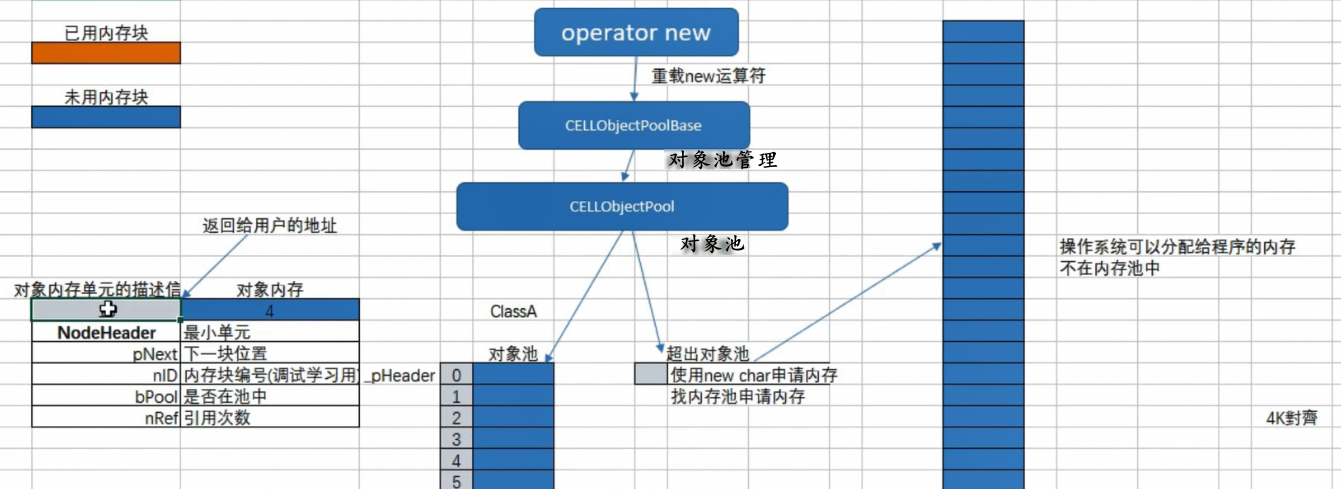 已用内存块
未用内存块
operator new
重载new运算符
CELLObjectPoolBase
对象池管理
CELLObjectPool
对象池
返回给用户的地址
对象内存单元的描述信
对象内存
4
NodeHeader 最小单元
pNext 下一块位置
nID 内存块编号(调试学习用)
bPool 是否在池中
nRef 引用次数
ClassA
对象池
_pHeader
0
1
2
3
4
5
超出对象池
使用new char申请内存
找内存池申请内存
操作系统可以分配给程序的内存
不在内存池中
4K對齊